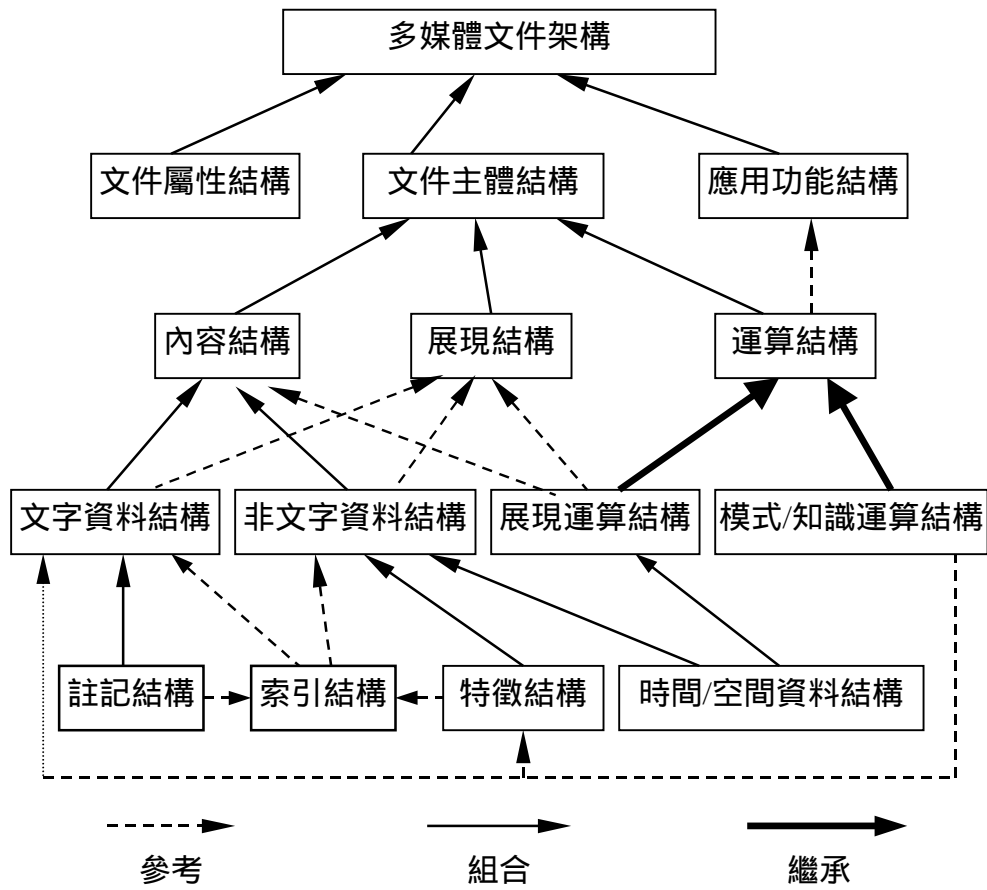 多媒體文件架構
文件屬性結構
文件主體結構
應用功能結構
內容結構
展現結構
運算結構
文字資料結構
非文字資料結構
展現運算結構
模式/知識運算結構
註記結構
索引結構
特徵結構
時間/空間資料結構
參考
組合
繼承